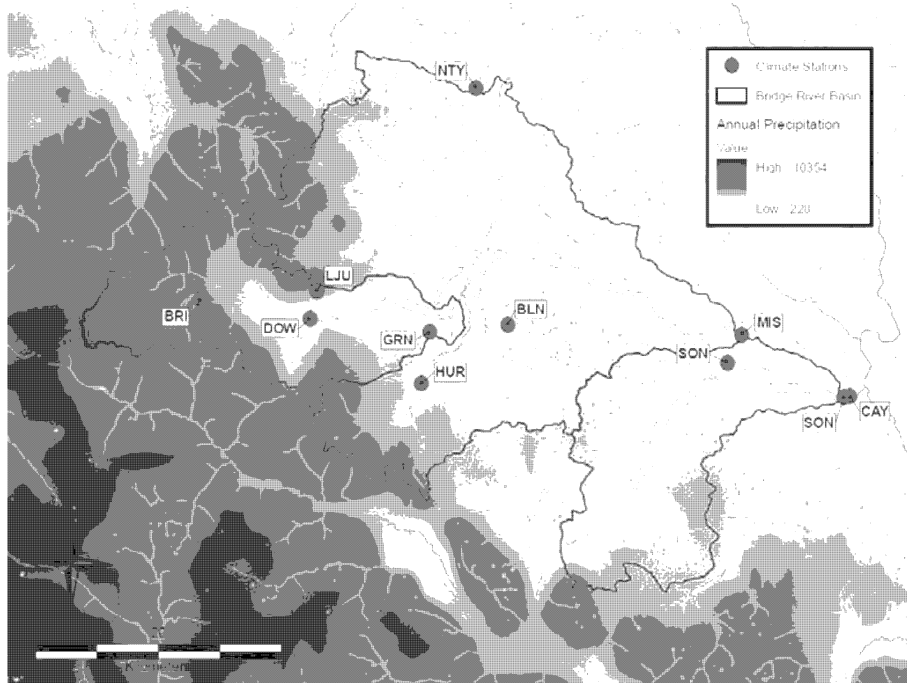 NTY
Climate Stations
Bridge River Basin
Annual Precipitation
Value
High : 10354
Low : 220
LJU
BRI
DOW
GRN
BLN
HUR
SON
MIS
SON
CAY